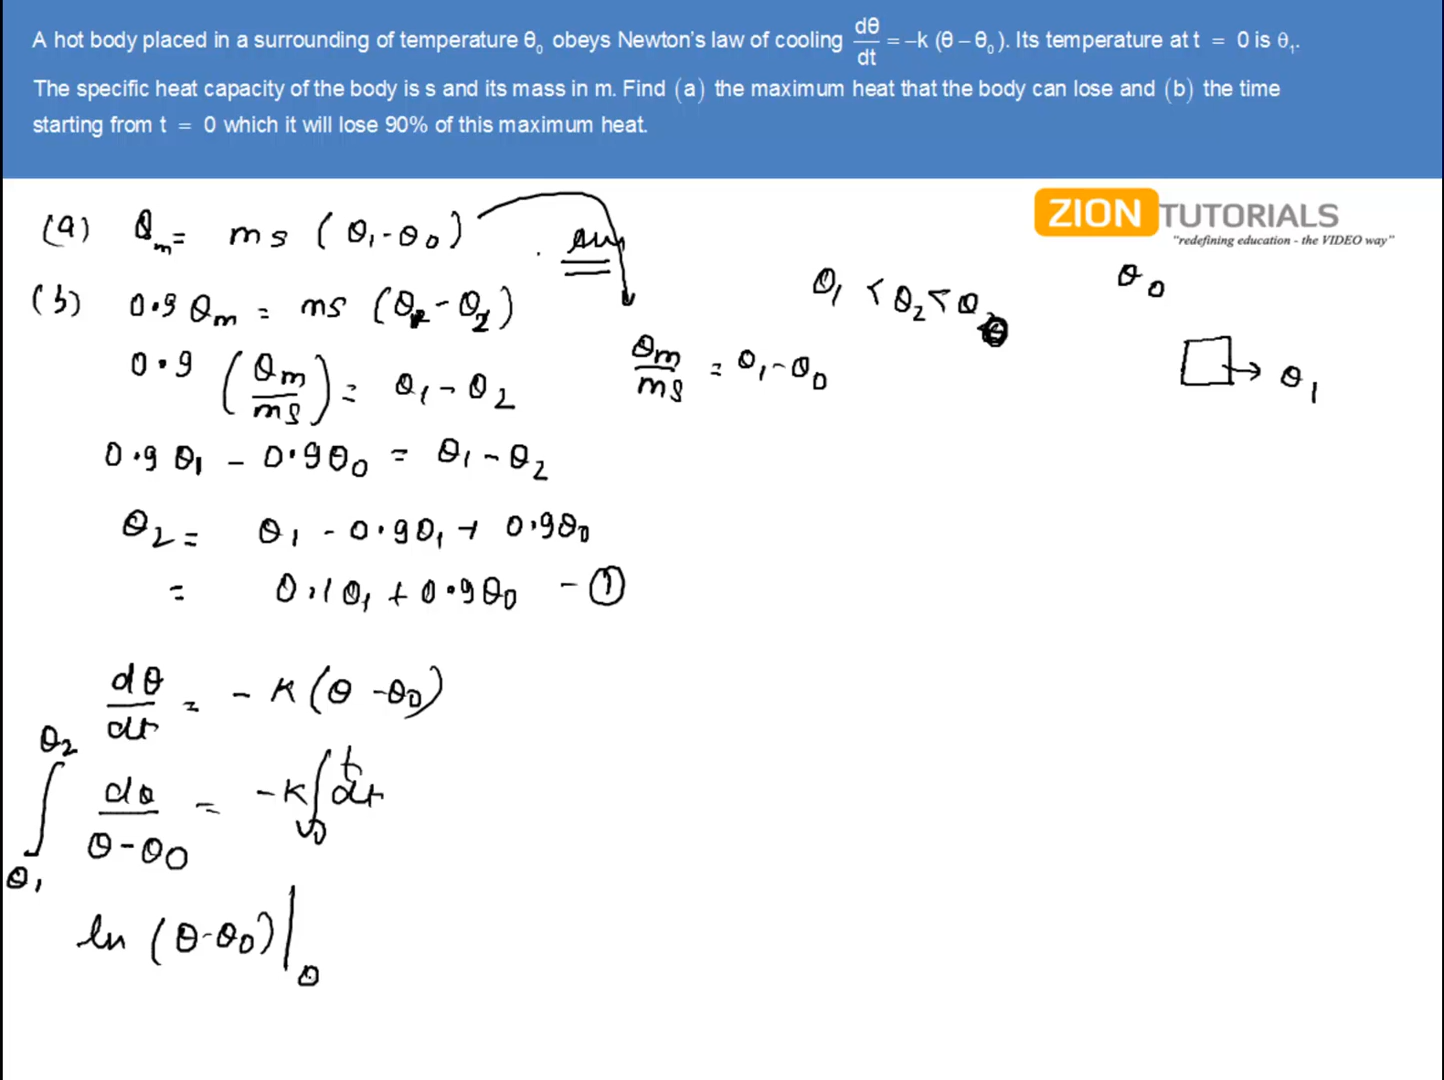 A hot body placed in a surrounding of temperature θ₀ obeys Newton's law of cooling dθ/dt = –k (θ – θ₀). Its temperature at t = 0 is θ₁.
The specific heat capacity of the body is s and its mass in m. Find (a) the maximum heat that the body can lose and (b) the time
starting from t = 0 which it will lose 90% of this maximum heat.
ZION TUTORIALS
"redefining education - the VIDEO way"
(a) Qₘ = ms (θ₁-θ₀) . Ans
(b) 0.9 Qₘ = ms (θ₁ - θ₂)
θ₁ < θ₂ < θ
θ₀
0.9 (Qₘ/ms) = θ₁ - θ₂
Qₘ/ms = θ₁ - θ₀
→ θ₁
0.9 θ₁ - 0.9θ₀ = θ₁ - θ₂
θ₂ = θ₁ - 0.9θ₁ + 0.9θ₀
= 0.1θ₁ + 0.9θ₀ - ①
dθ/dt = - K (θ - θ₀)
∫_θ₁^θ₂ dθ/(θ - θ₀) = -K ∫_0^t dt
ln (θ-θ₀)|₀